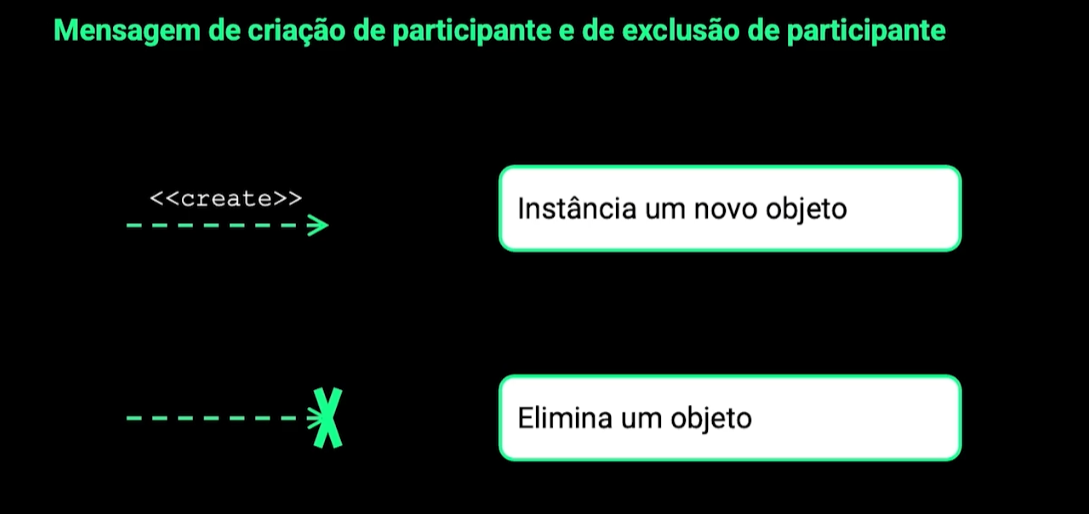 Mensagem de criação de participante e de exclusão de participante
<<create>>
Instância um novo objeto
Elimina um objeto